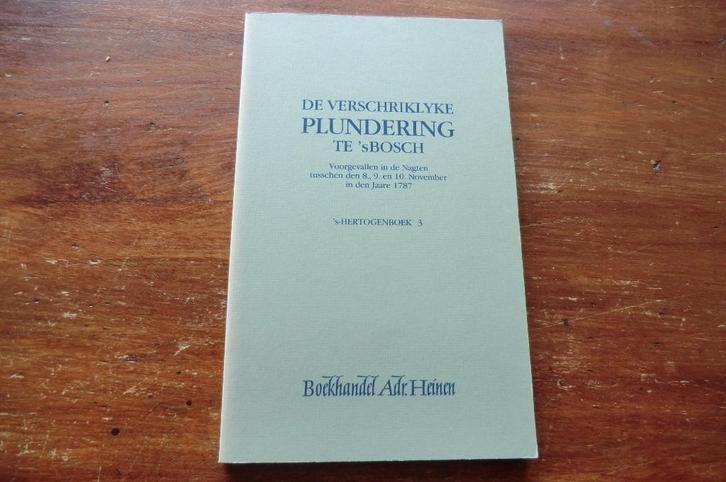 DE VERSCHRIKLYKE
PLUNDERING
TE 'sBOSCH
Voorgevallen in de Nagten
tusschen den 8., 9. en 10. November
in den Jaare 1787
's-HERTOGENBOEK 3
Boekhandel Adr. Heinen